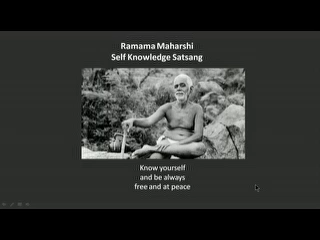 Ramama Maharshi
Self Knowledge Satsang
Know yourself
and be always
free and at peace